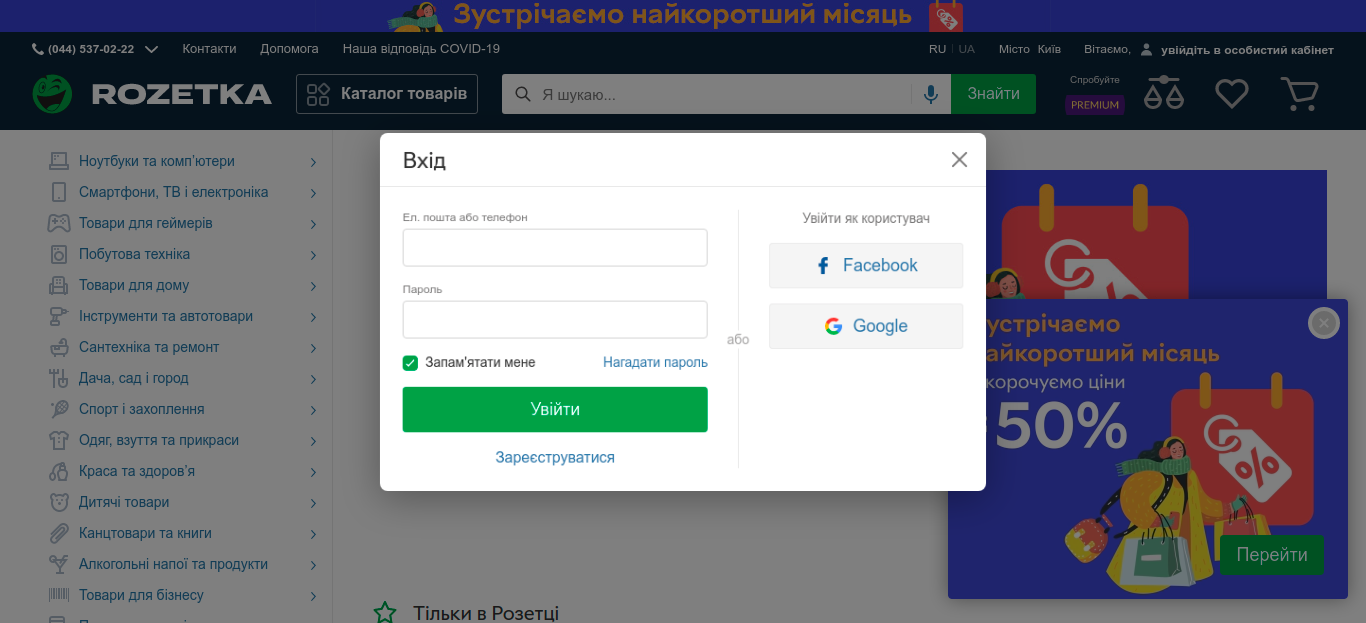 Зустрічаємо найкоротший місяць
(044) 537-02-22
Контакти
Допомога
Наша відповідь COVID-19
RU | UA
Місто Київ
Вітаємо, увійдіть в особистий кабінет
ROZETKA
Каталог товарів
Я шукаю...
Знайти
Спробуйте
PREMIUM
Ноутбуки та комп'ютери
Смартфони, ТВ і електроніка
Товари для геймерів
Побутова техніка
Товари для дому
Інструменти та автотовари
Сантехніка та ремонт
Дача, сад і город
Спорт і захоплення
Одяг, взуття та прикраси
Краса та здоров'я
Дитячі товари
Канцтовари та книги
Алкогольні напої та продукти
Товари для бізнесу
Вхід
Ел. пошта або телефон
Пароль
Запам'ятати мене
Нагадати пароль
Увійти
Зареєструватися
або
Увійти як користувач
Facebook
Google
устрічаємо
айкоротший місяць
корочуємо ціни
50%
%
Перейти
Тільки в Розетці